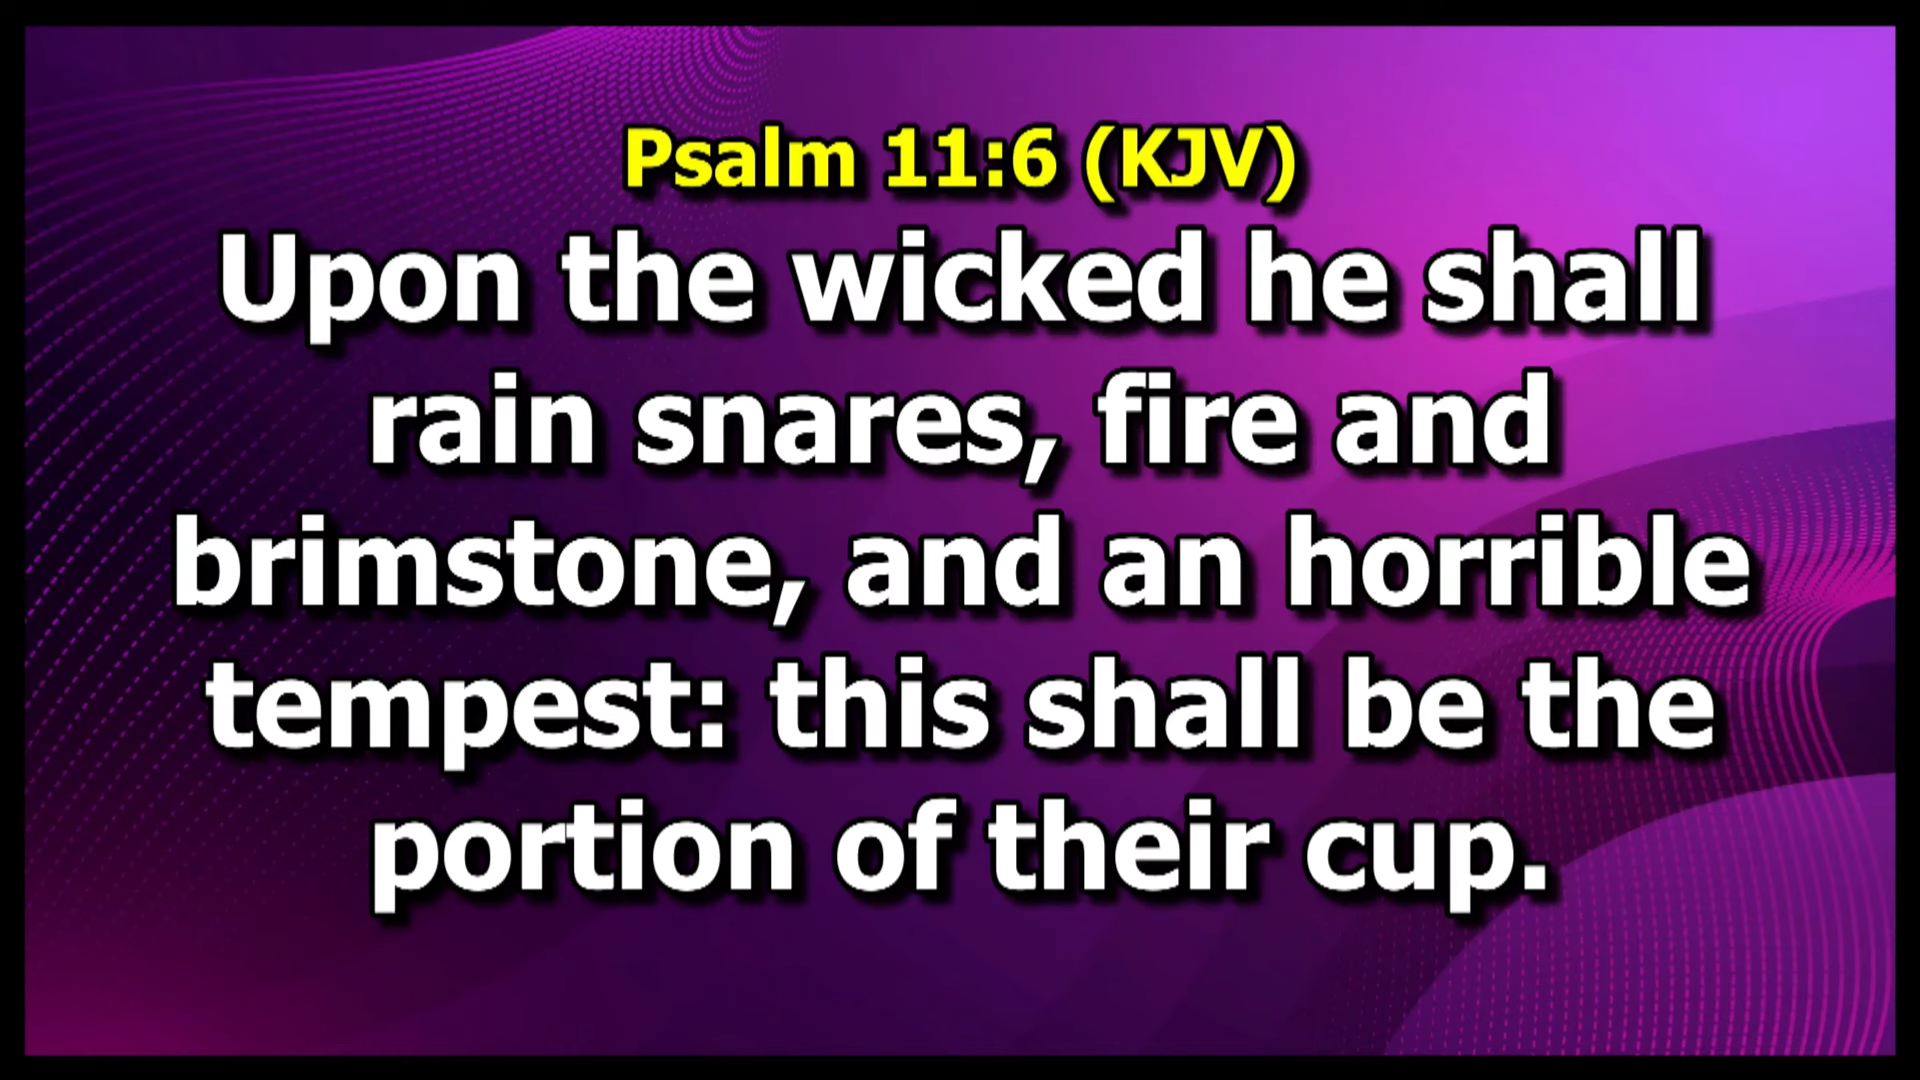 Psalm 11:6 (KJV)
Upon the wicked he shall
rain snares, fire and
brimstone, and an horrible
tempest: this shall be the
portion of their cup.